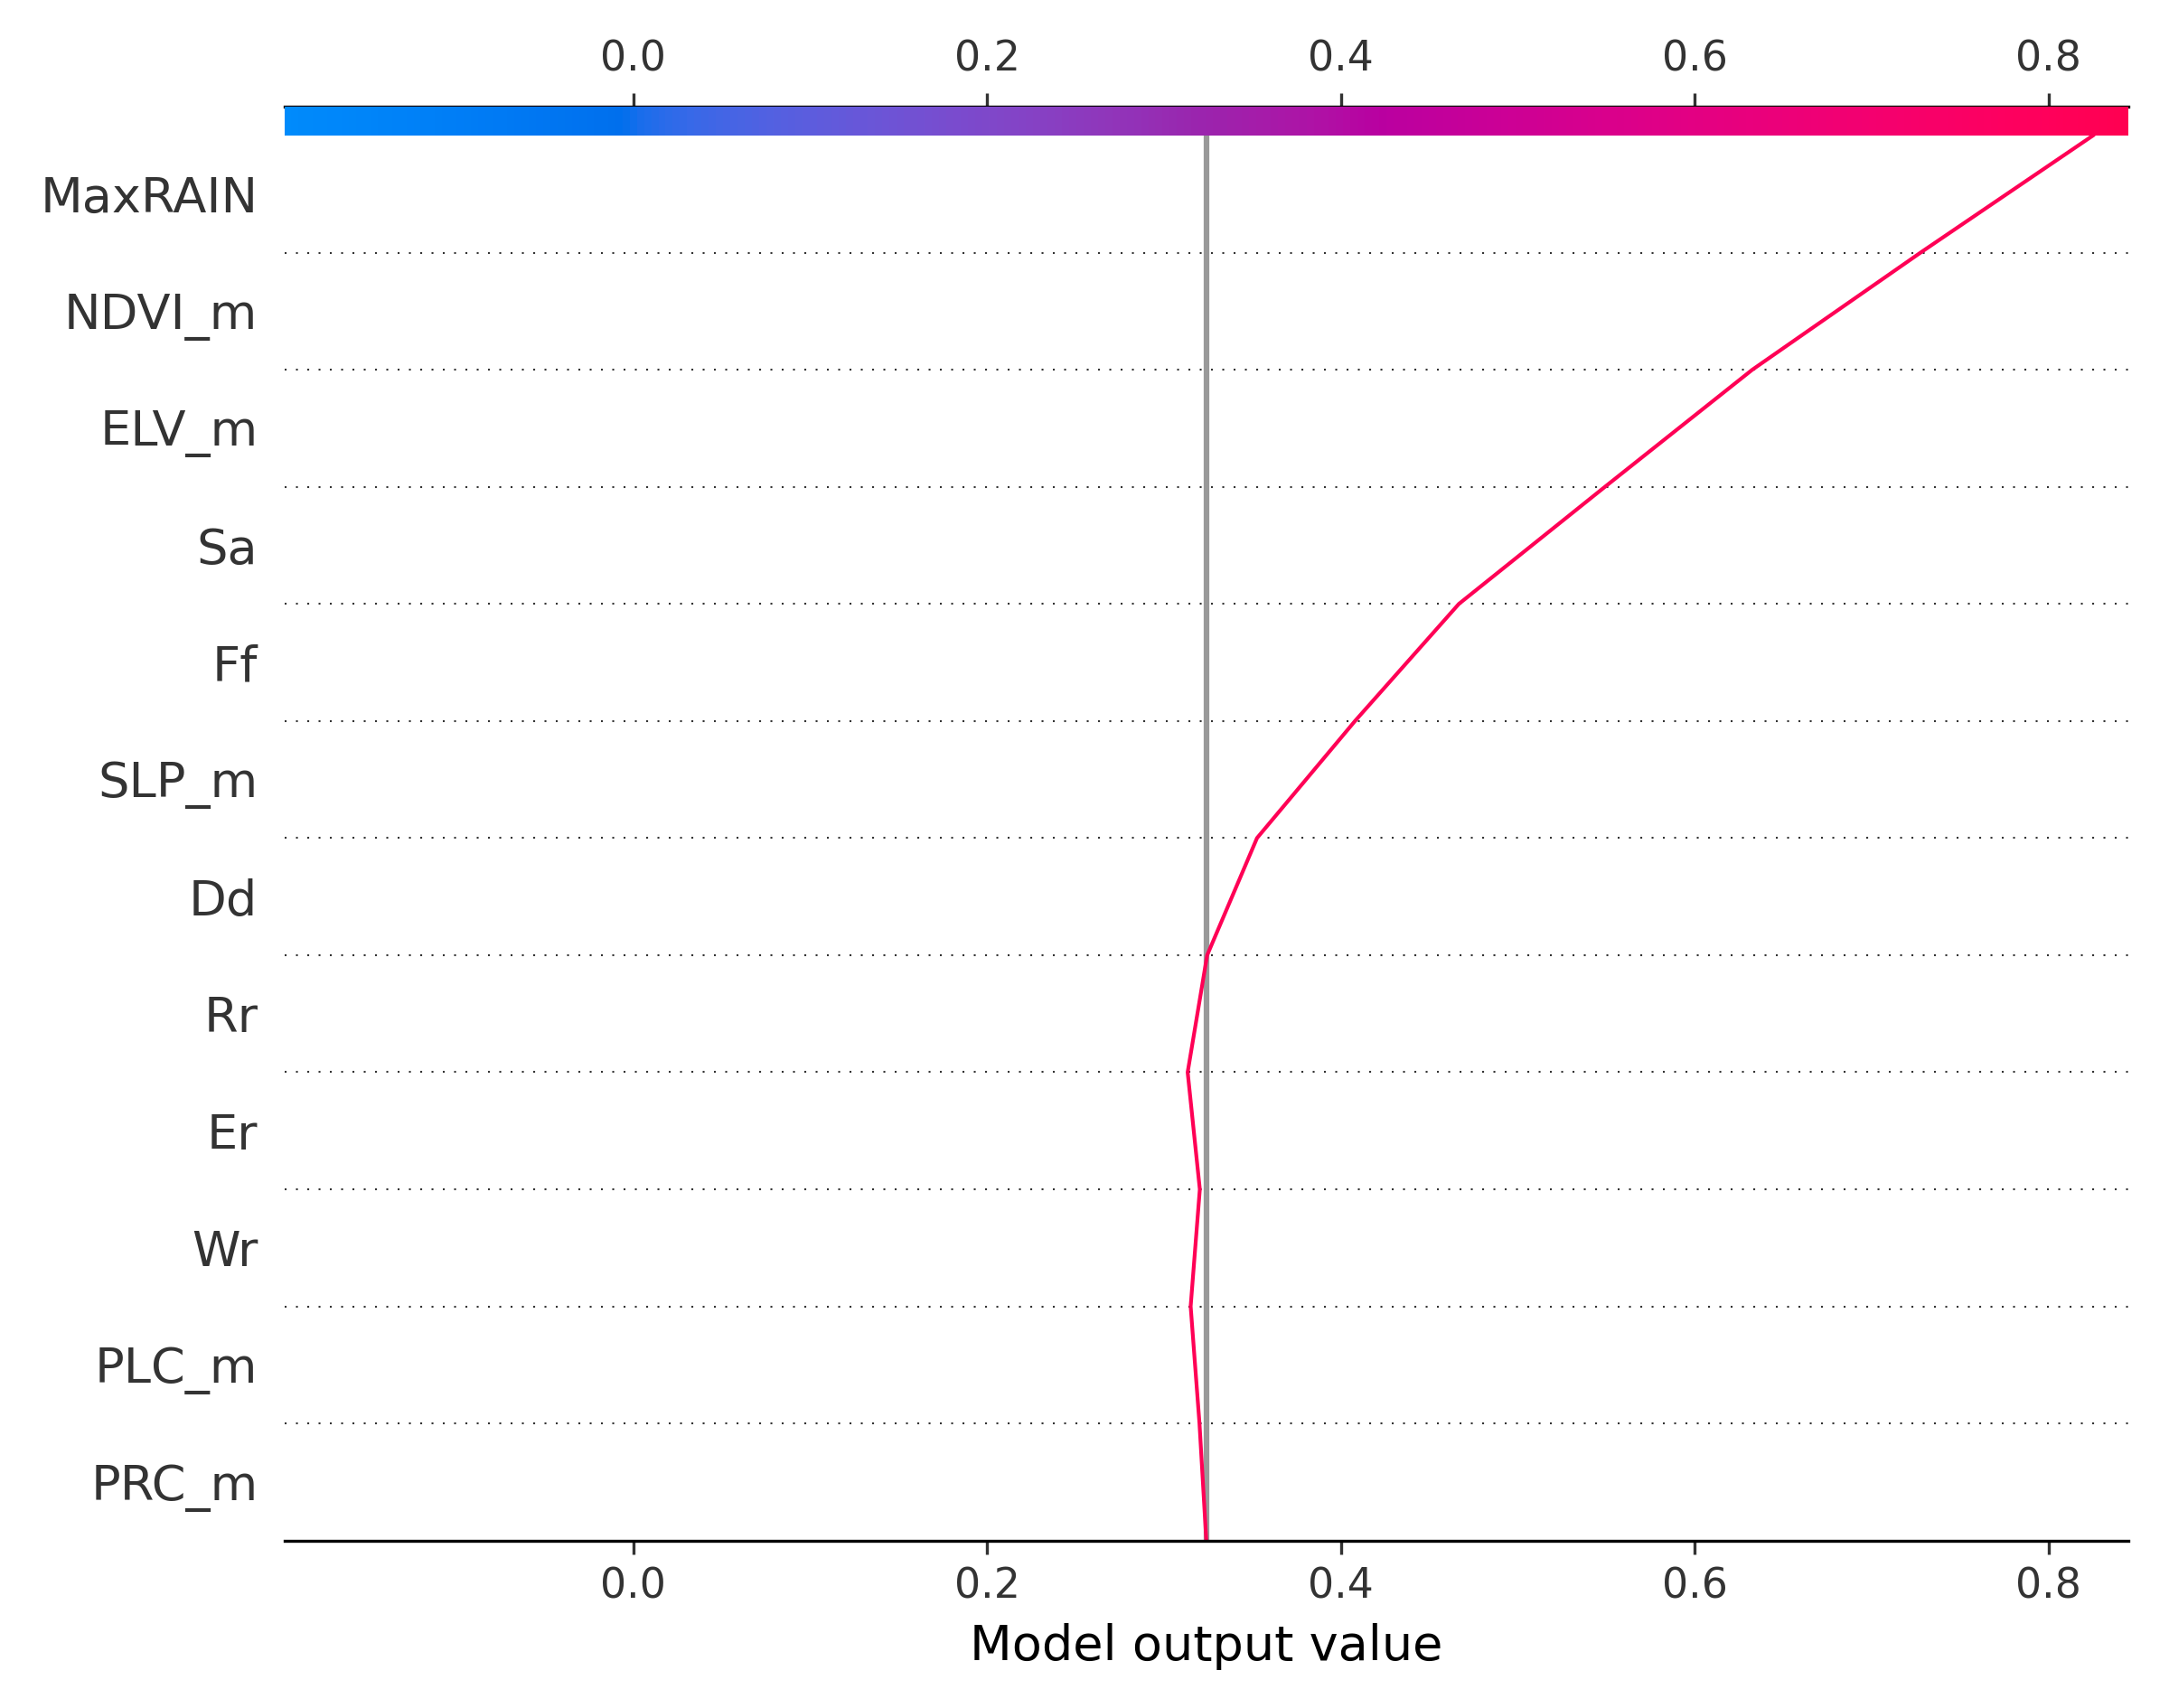 0.0 0.2 0.4 0.6 0.8
MaxRAIN
NDVI_m
ELV_m
Sa
Ff
SLP_m
Dd
Rr
Er
Wr
PLC_m
PRC_m
0.0 0.2 0.4 0.6 0.8
Model output value